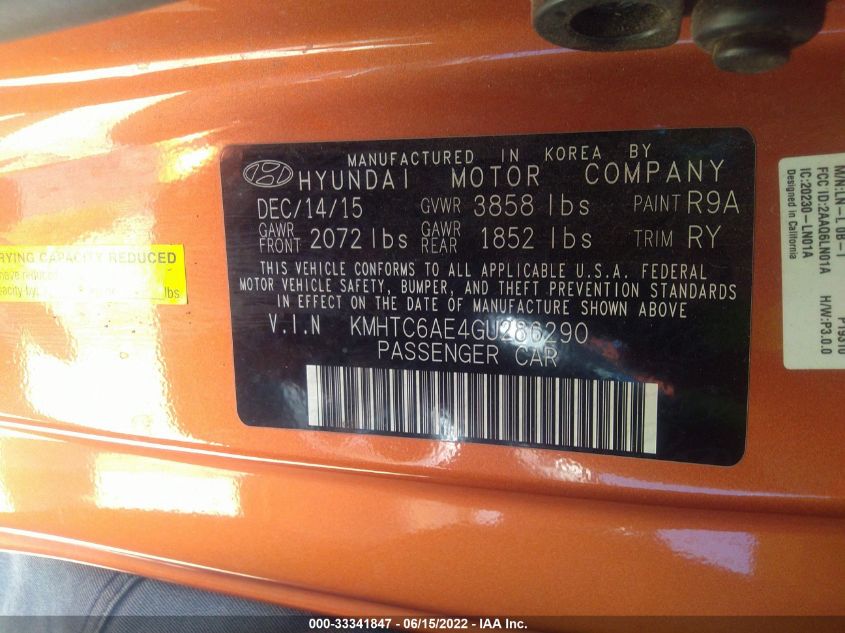 MANUFACTURED IN KOREA BY
HYUNDAI MOTOR COMPANY
DEC/14/15 GVWR 3858 lbs PAINT R9A
GAWR FRONT 2072 lbs GAWR REAR 1852 lbs TRIM RY
THIS VEHICLE CONFORMS TO ALL APPLICABLE U.S.A. FEDERAL
MOTOR VEHICLE SAFETY, BUMPER, AND THEFT PREVENTION STANDARDS
IN EFFECT ON THE DATE OF MANUFACTURE SHOWN ABOVE
V.I.N KMHTC6AE4GU286290
PASSENGER CAR
CAPACITY REDUCED
reduced
lbs
FCC ID:2AAQ6LN01A
IC:20230-LN01A H/W:P3.0.0
Designed in California
000-33341847 - 06/15/2022 - IAA Inc.